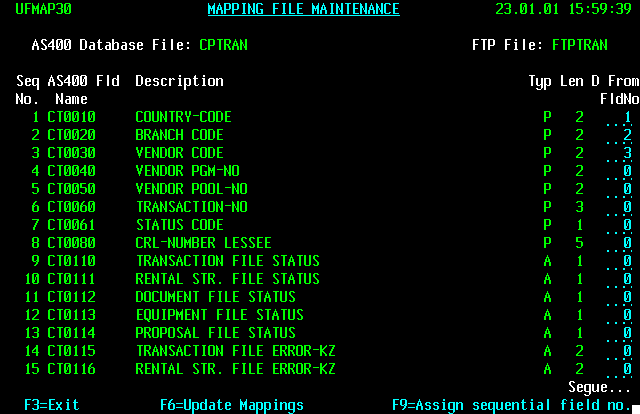 UFMAP30 MAPPING FILE MAINTENANCE 23.01.01 15:59:39
AS400 Database File: CPTRAN FTP File: FTPTRAN
Seq AS400 Fld Description Typ Len D From
No. Name FldNo
1 CT0010 COUNTRY-CODE P 2 ...1
2 CT0020 BRANCH CODE P 2 ...2
3 CT0030 VENDOR CODE P 2 ...3
4 CT0040 VENDOR PGM-NO P 2 ...0
5 CT0050 VENDOR POOL-NO P 2 ...0
6 CT0060 TRANSACTION-NO P 3 ...0
7 CT0061 STATUS CODE P 1 ...0
8 CT0080 CRL-NUMBER LESSEE P 5 ...0
9 CT0110 TRANSACTION FILE STATUS A 1 ...0
10 CT0111 RENTAL STR. FILE STATUS A 1 ...0
11 CT0112 DOCUMENT FILE STATUS A 1 ...0
12 CT0113 EQUIPMENT FILE STATUS A 1 ...0
13 CT0114 PROPOSAL FILE STATUS A 1 ...0
14 CT0115 TRANSACTION FILE ERROR-KZ A 2 ...0
15 CT0116 RENTAL STR. FILE ERROR-KZ A 2 ...0
Segue...
F3=Exit F6=Update Mappings F9=Assign sequential field no.